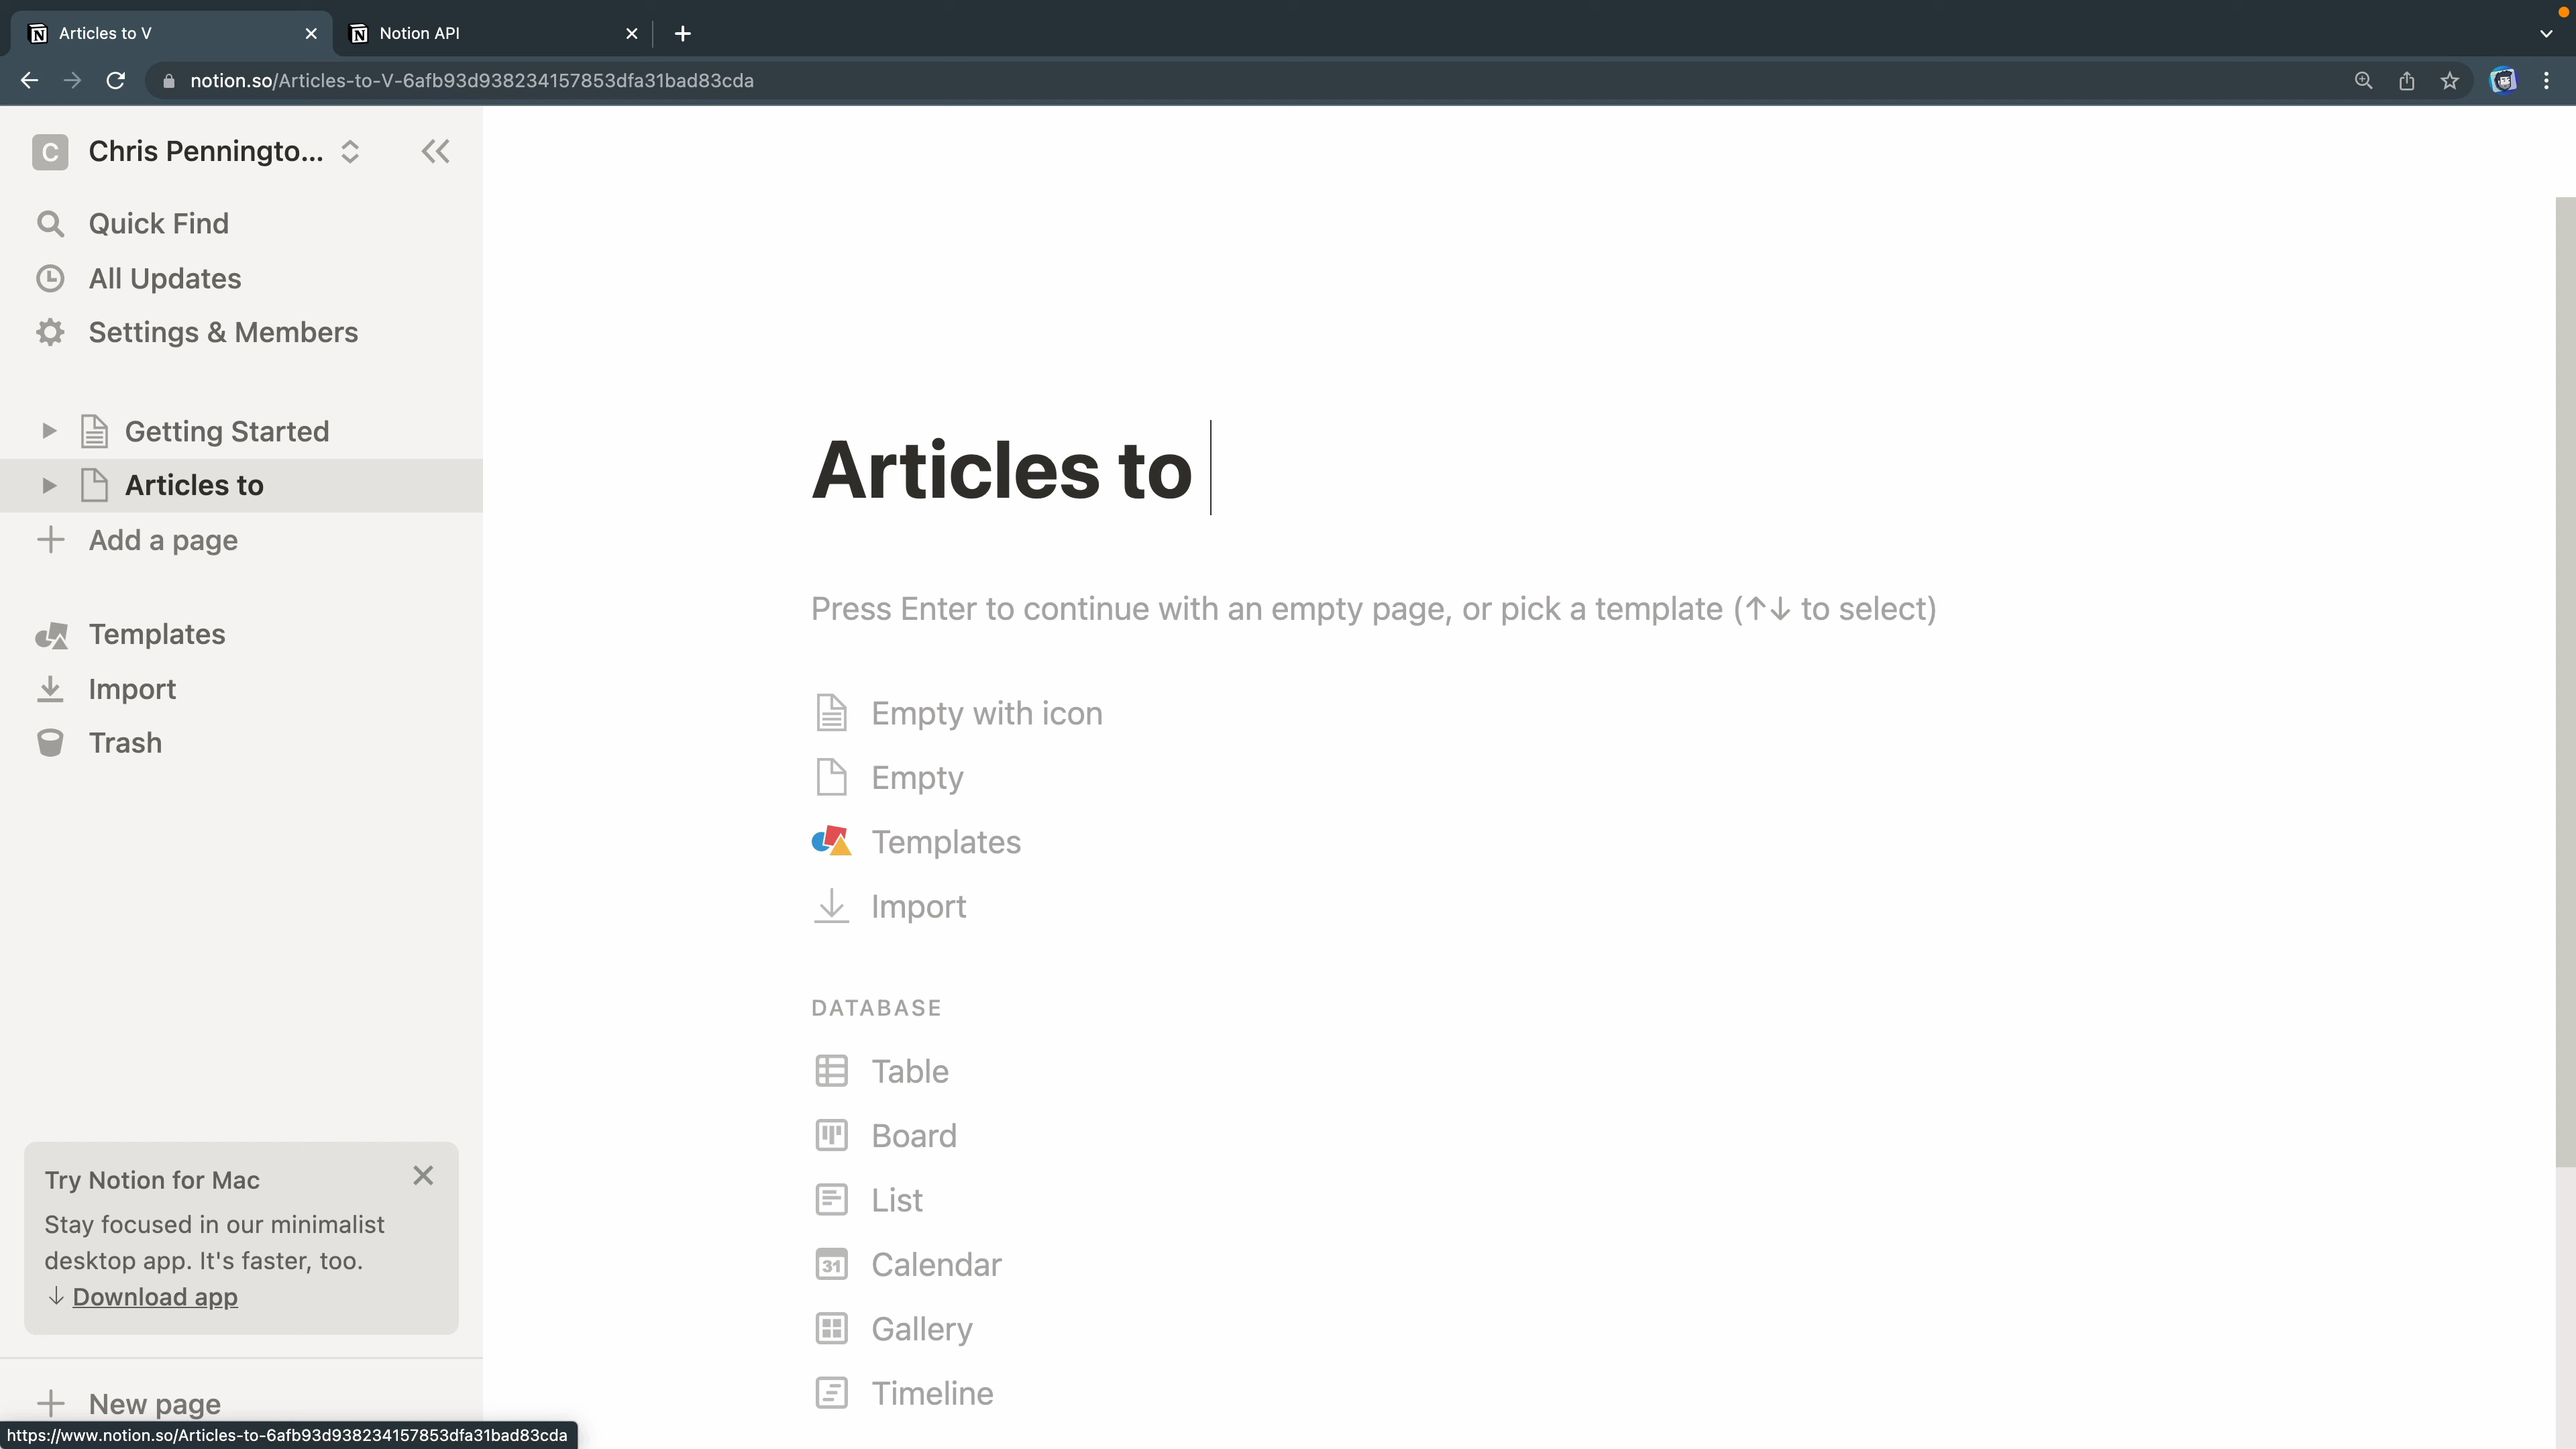 Articles to V
Notion API
notion.so/Articles-to-V-6afb93d938234157853dfa31bad83cda
C
Chris Penningto...
Quick Find
All Updates
Settings & Members
Getting Started
Articles to
Add a page
Templates
Import
Trash
Try Notion for Mac
Stay focused in our minimalist
desktop app. It's faster, too.
↓ Download app
New page
https://www.notion.so/Articles-to-6afb93d938234157853dfa31bad83cda
Articles to
Press Enter to continue with an empty page, or pick a template (↑↓ to select)
Empty with icon
Empty
Templates
Import
DATABASE
Table
Board
List
31
Calendar
Gallery
Timeline